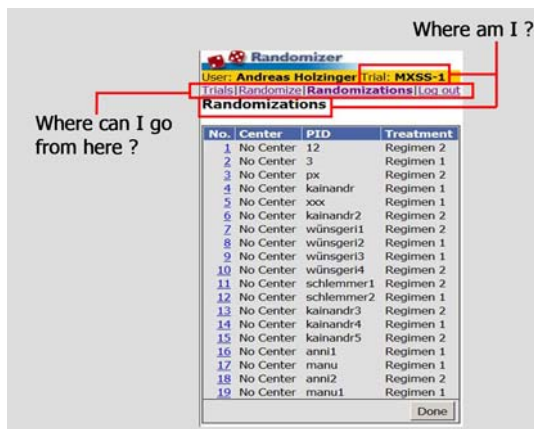 Where am I ?
Randomizer
User: Andreas Holzinger Trial: MXSS-1
Trials|Randomize|Randomizations|Log out
Randomizations
Where can I go
from here ?
No. Center PID Treatment
1 No Center 12 Regimen 2
2 No Center 3 Regimen 1
3 No Center px Regimen 2
4 No Center kainandr Regimen 1
5 No Center xxx Regimen 1
6 No Center kainandr2 Regimen 2
7 No Center wünsgeri1 Regimen 2
8 No Center wünsgeri2 Regimen 1
9 No Center wünsgeri3 Regimen 1
10 No Center wünsgeri4 Regimen 2
11 No Center schlemmer1 Regimen 2
12 No Center schlemmer2 Regimen 1
13 No Center kainandr3 Regimen 2
14 No Center kainandr4 Regimen 1
15 No Center kainandr5 Regimen 2
16 No Center anni1 Regimen 1
17 No Center manu Regimen 1
18 No Center anni2 Regimen 2
19 No Center manu1 Regimen 1
Done